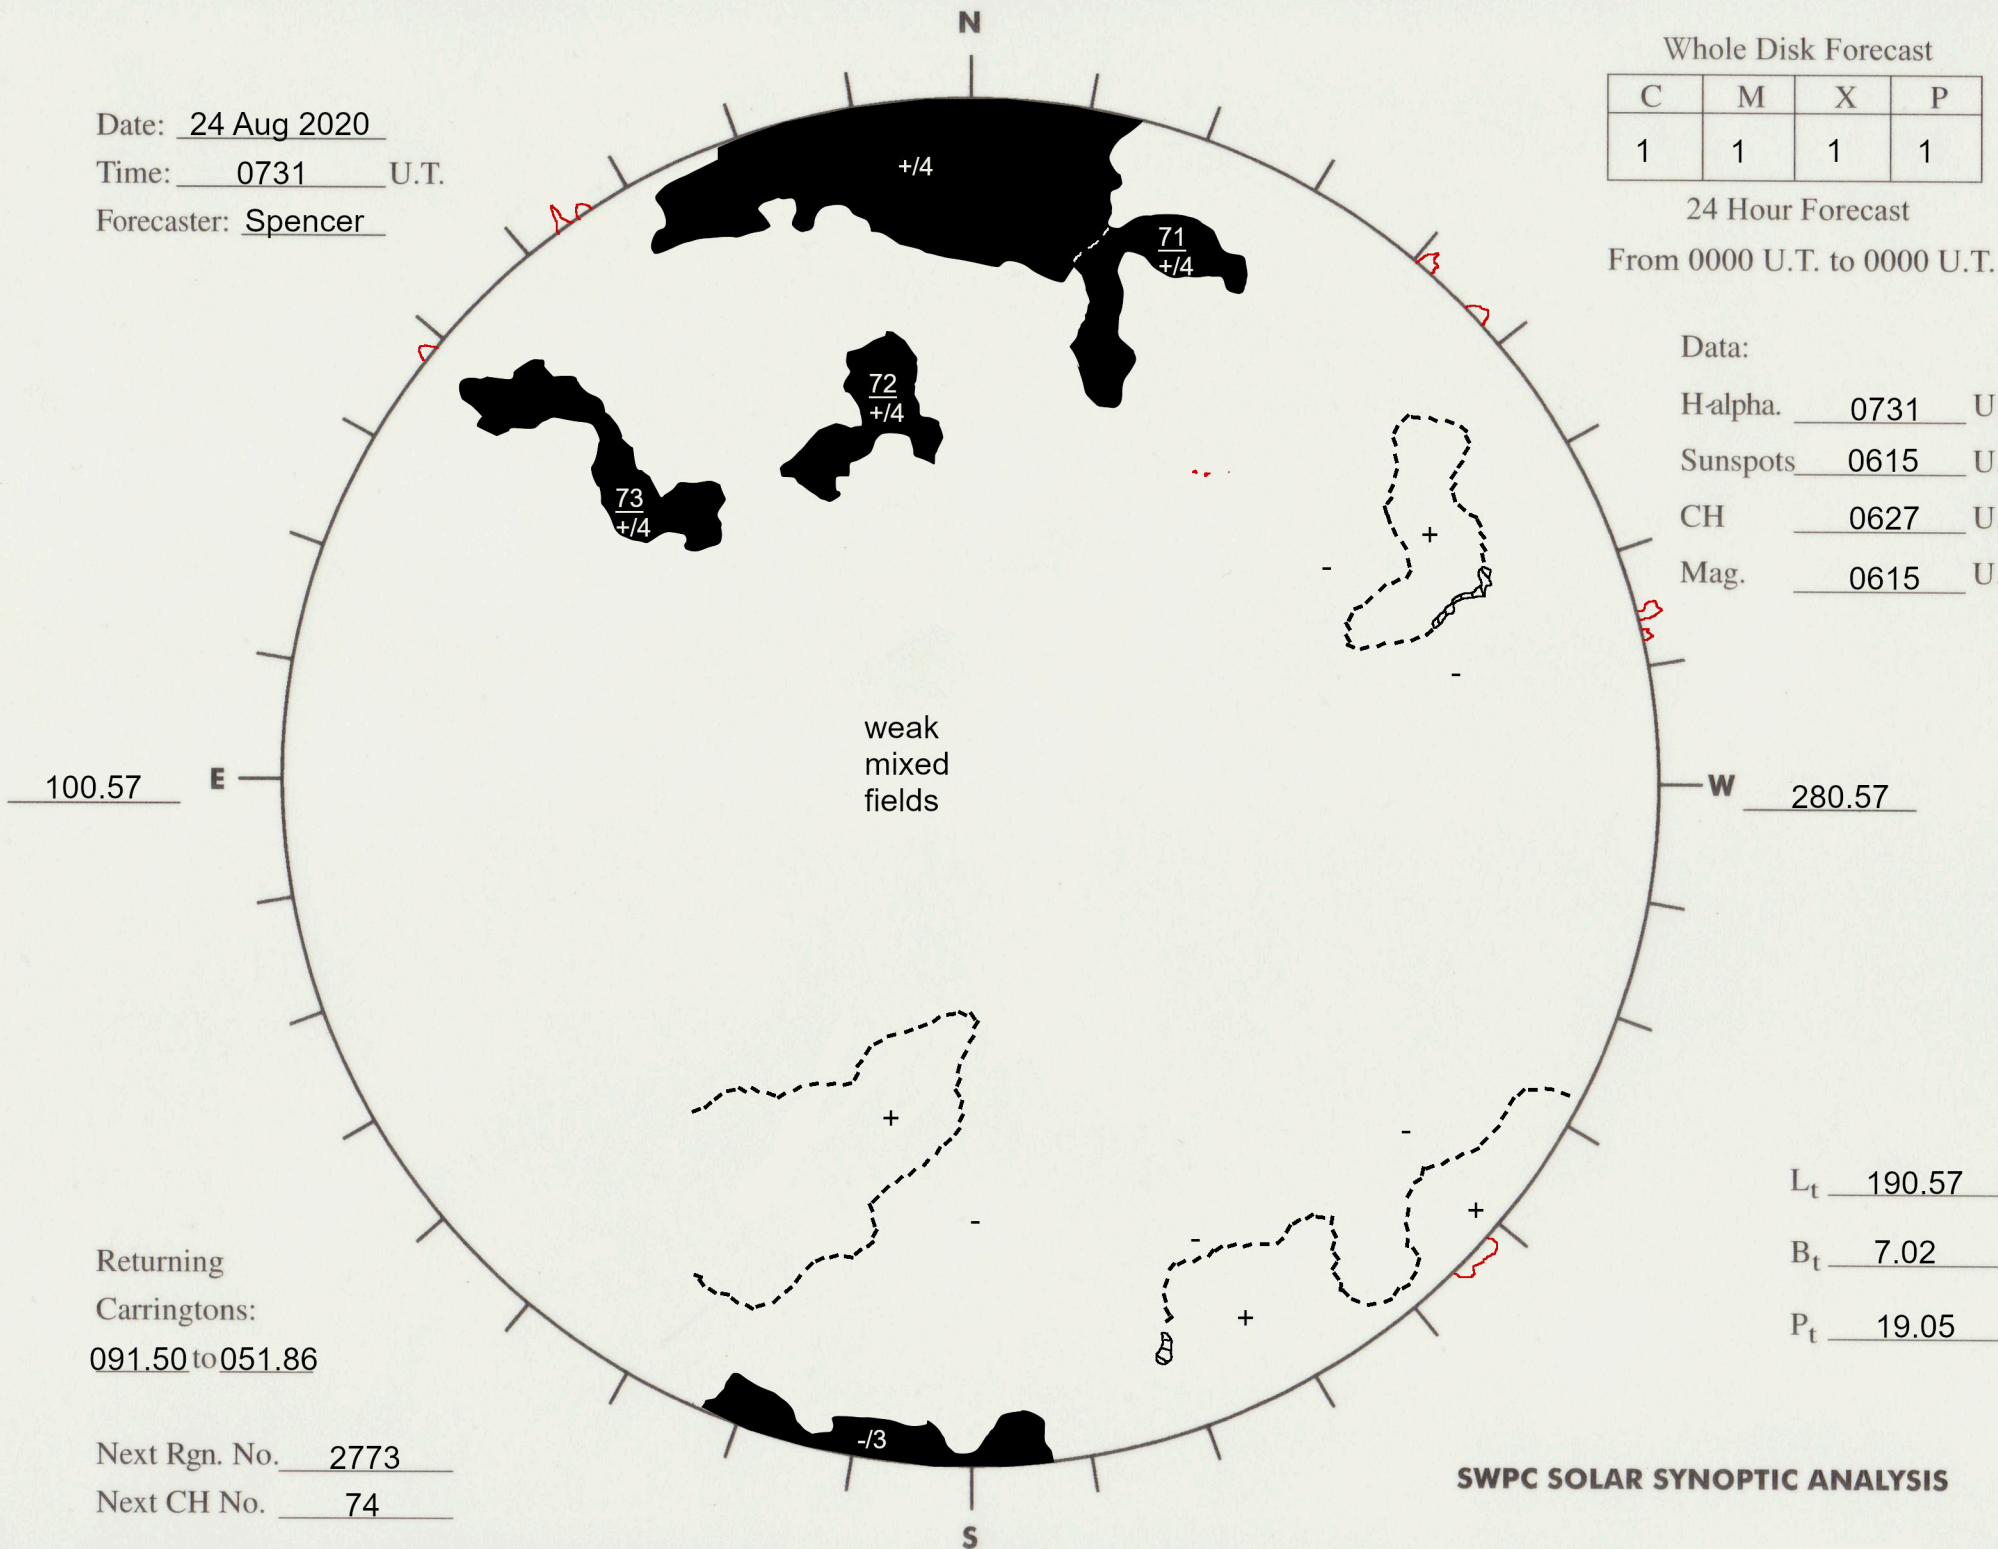 N
Whole Disk Forecast
C M X P
1 1 1 1
24 Hour Forecast
From 0000 U.T. to 0000 U.T.
Date: 24 Aug 2020
Time: 0731 U.T.
Forecaster: Spencer
+/4
71
+/4
72
+/4
73
+/4
Data:
H-alpha. 0731 U
Sunspots 0615 U
CH 0627 U
Mag. 0615 U
+
-
-
weak
mixed
fields
100.57 E
W 280.57
+
-
-
+
-
+
Lt 190.57
Bt 7.02
Pt 19.05
Returning
Carringtons:
091.50 to 051.86
-/3
Next Rgn. No. 2773
Next CH No. 74
SWPC SOLAR SYNOPTIC ANALYSIS
S